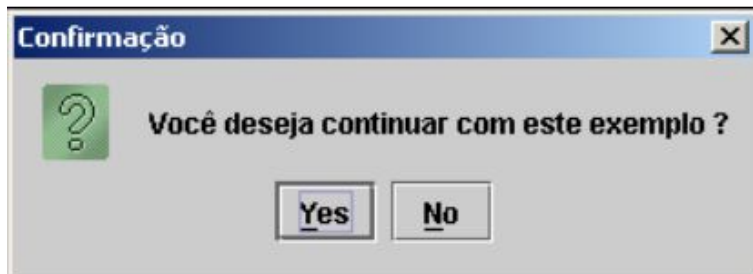 Confirmação
Você deseja continuar com este exemplo ?
Yes No